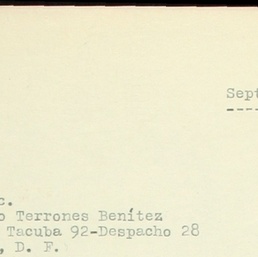 Sept
----
c.
o Terrones Benítez
Tacuba 92-Despacho 28
, D. F.